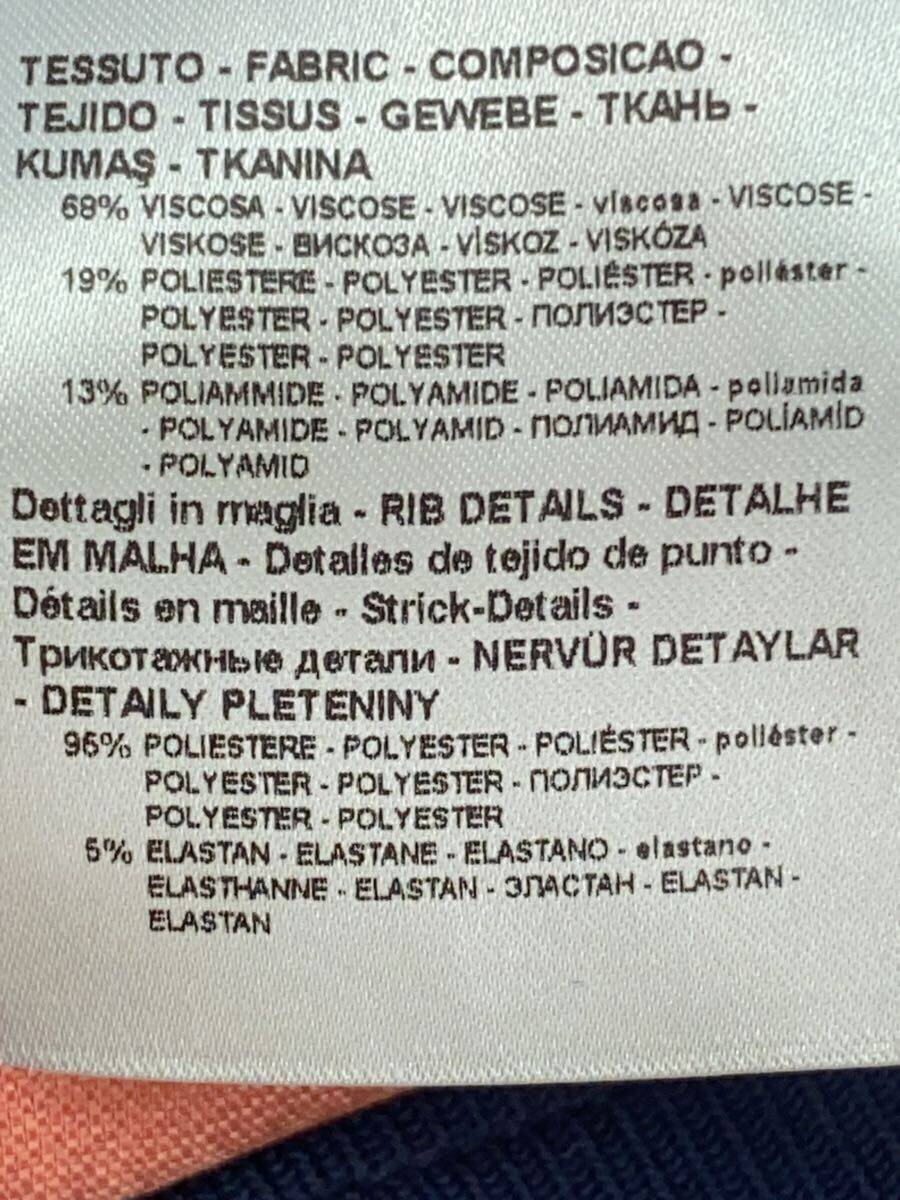 TESSUTO - FABRIC - COMPOSICAO -
TEJIDO - TISSUS - GEWEBE - ТКАНЬ -
KUMAŞ - TKANINA
68% VISCOSA - VISCOSE - VISCOSE - viscosa - VISCOSE -
VISKOSE - ВИСКОЗА - VİSKOZ - VISKÓZA
19% POLIESTERE - POLYESTER - POLIÉSTER - poliéster -
POLYESTER - POLYESTER - ПОЛИЭСТЕР -
POLYESTER - POLYESTER
13% POLIAMMIDE - POLYAMIDE - POLIAMIDA - poliamida
- POLYAMIDE - POLYAMID - ПОЛИАМИД - POLİAMİD
- POLYAMID
Dettagli in maglia - RIB DETAILS - DETALHE
EM MALHA - Detalles de tejido de punto -
Détails en maille - Strick-Details -
Трикотажные детали - NERVÜR DETAYLAR
- DETAILY PLETENINY
95% POLIESTERE - POLYESTER - POLIÉSTER - poliéster -
POLYESTER - POLYESTER - ПОЛИЭСТЕР -
POLYESTER - POLYESTER
5% ELASTAN - ELASTANE - ELASTANO - elastano -
ELASTHANNE - ELASTAN - ЭЛАСТАН - ELASTAN -
ELASTAN